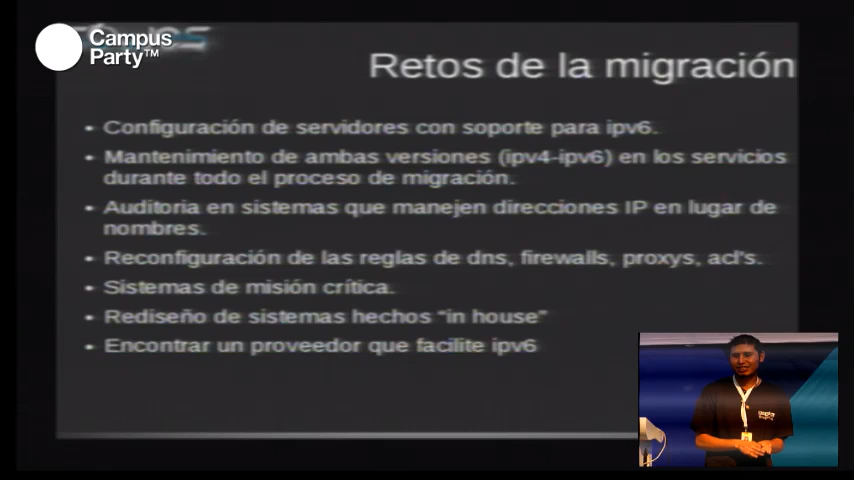 Campus
Party™
Retos de la migración
• Configuración de servidores con soporte para ipv6.
• Mantenimiento de ambas versiones (ipv4-ipv6) en los servicios
durante todo el proceso de migración.
• Auditoria en sistemas que manejen direcciones IP en lugar de
nombres.
• Reconfiguración de las reglas de dns, firewalls, proxys, acl's.
• Sistemas de misión crítica.
• Rediseño de sistemas hechos “in house”
• Encontrar un proveedor que facilite ipv6